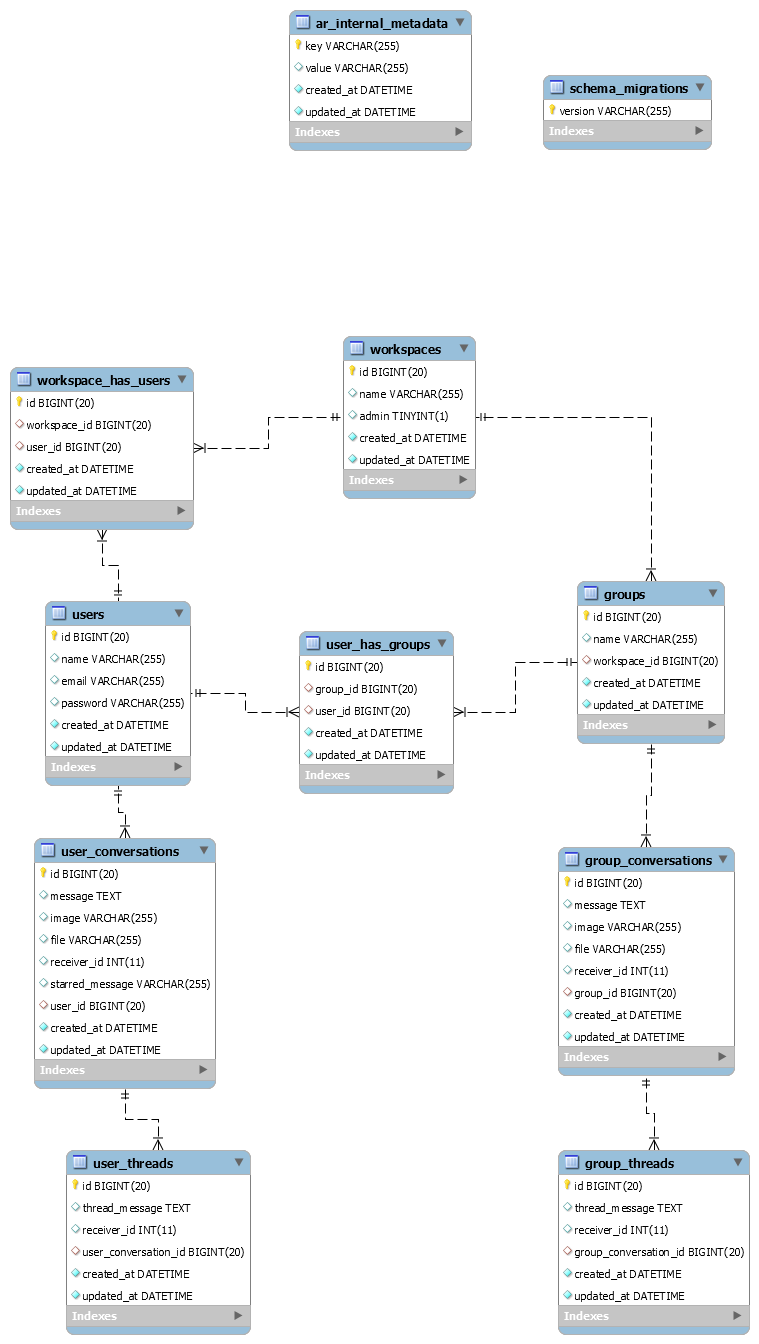 ar_internal_metadata
key VARCHAR(255)
value VARCHAR(255)
created_at DATETIME
updated_at DATETIME
Indexes
schema_migrations
version VARCHAR(255)
Indexes
workspaces
id BIGINT(20)
name VARCHAR(255)
admin TINYINT(1)
created_at DATETIME
updated_at DATETIME
Indexes
workspace_has_users
id BIGINT(20)
workspace_id BIGINT(20)
user_id BIGINT(20)
created_at DATETIME
updated_at DATETIME
Indexes
users
id BIGINT(20)
name VARCHAR(255)
email VARCHAR(255)
password VARCHAR(255)
created_at DATETIME
updated_at DATETIME
Indexes
user_has_groups
id BIGINT(20)
group_id BIGINT(20)
user_id BIGINT(20)
created_at DATETIME
updated_at DATETIME
Indexes
groups
id BIGINT(20)
name VARCHAR(255)
workspace_id BIGINT(20)
created_at DATETIME
updated_at DATETIME
Indexes
user_conversations
id BIGINT(20)
message TEXT
image VARCHAR(255)
file VARCHAR(255)
receiver_id INT(11)
starred_message VARCHAR(255)
user_id BIGINT(20)
created_at DATETIME
updated_at DATETIME
Indexes
group_conversations
id BIGINT(20)
message TEXT
image VARCHAR(255)
file VARCHAR(255)
receiver_id INT(11)
group_id BIGINT(20)
created_at DATETIME
updated_at DATETIME
Indexes
user_threads
id BIGINT(20)
thread_message TEXT
receiver_id INT(11)
user_conversation_id BIGINT(20)
created_at DATETIME
updated_at DATETIME
Indexes
group_threads
id BIGINT(20)
thread_message TEXT
receiver_id INT(11)
group_conversation_id BIGINT(20)
created_at DATETIME
updated_at DATETIME
Indexes